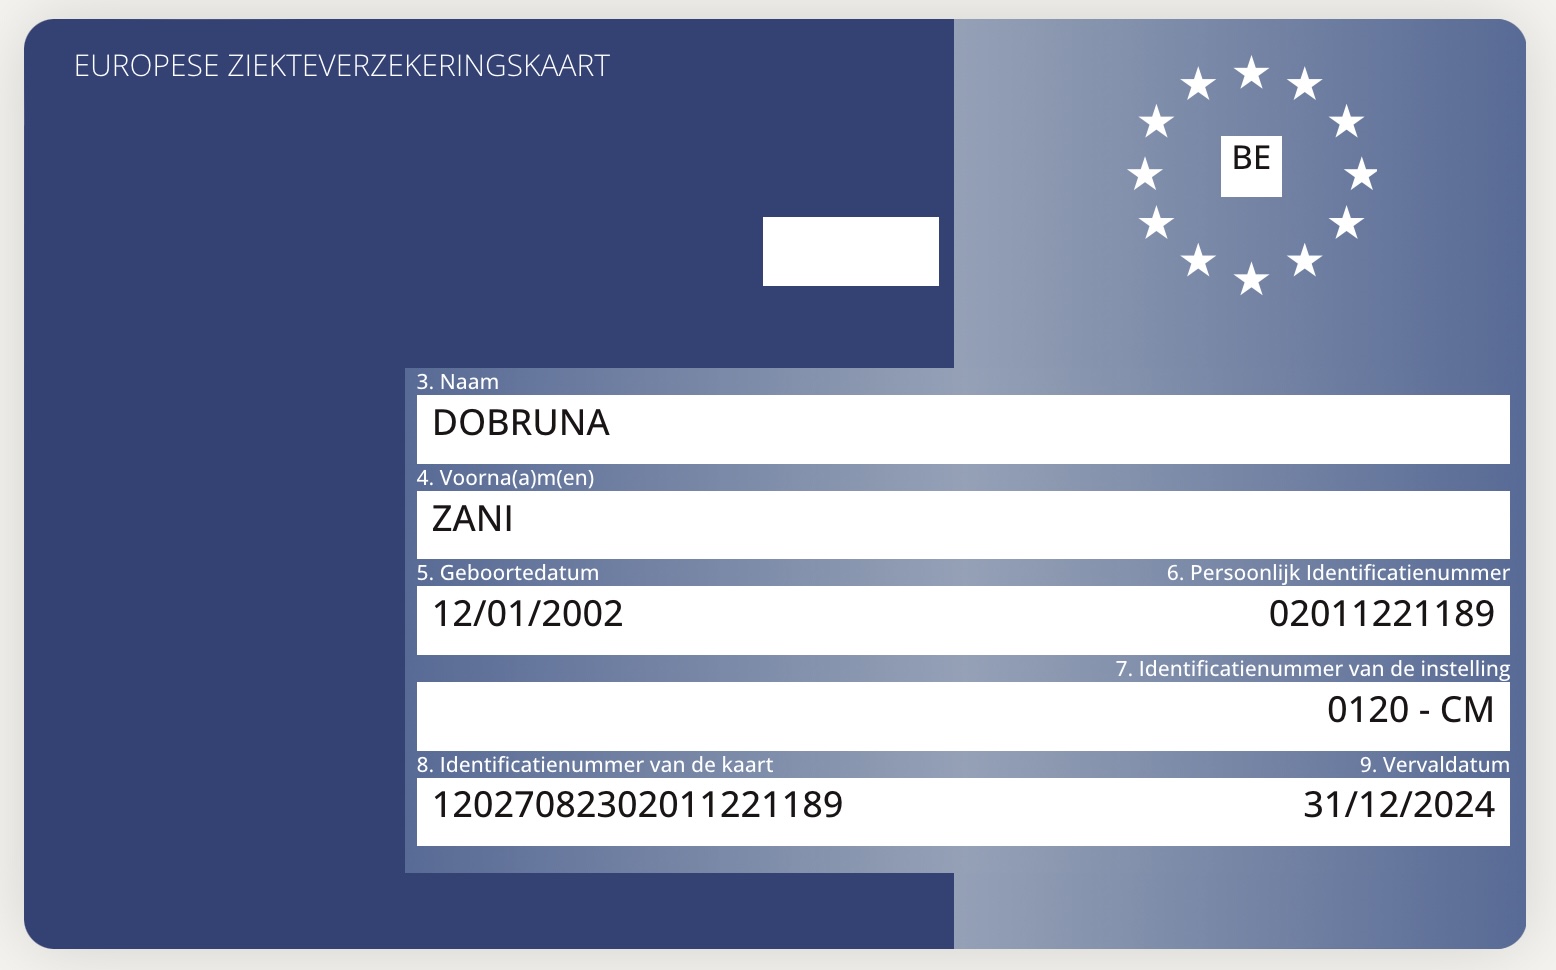 EUROPESE ZIEKTEVERZEKERINGSKAART
BE
3. Naam
DOBRUNA
4. Voorna(a)m(en)
ZANI
5. Geboortedatum 6. Persoonlijk Identificatienummer
12/01/2002 02011221189
7. Identificatienummer van de instelling
0120 - CM
8. Identificatienummer van de kaart 9. Vervaldatum
12027082302011221189 31/12/2024